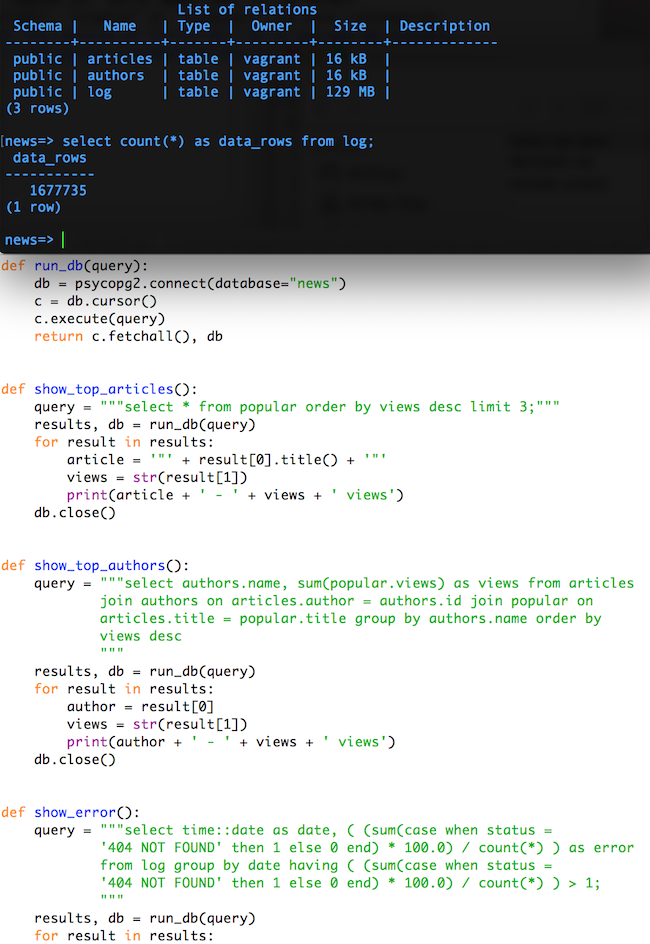 List of relations
 Schema |   Name   | Type  |  Owner  |  Size  | Description
--------+----------+-------+---------+--------+-------------
 public | articles | table | vagrant | 16 kB  |
 public | authors  | table | vagrant | 16 kB  |
 public | log      | table | vagrant | 129 MB |
(3 rows)
[news=> select count(*) as data_rows from log;
 data_rows
-----------
   1677735
(1 row)
news=>
def run_db(query):
    db = psycopg2.connect(database="news")
    c = db.cursor()
    c.execute(query)
    return c.fetchall(), db
def show_top_articles():
    query = """select * from popular order by views desc limit 3;"""
    results, db = run_db(query)
    for result in results:
        article = '"' + result[0].title() + '"'
        views = str(result[1])
        print(article + ' - ' + views + ' views')
    db.close()
def show_top_authors():
    query = """select authors.name, sum(popular.views) as views from articles
            join authors on articles.author = authors.id join popular on
            articles.title = popular.title group by authors.name order by
            views desc
            """
    results, db = run_db(query)
    for result in results:
        author = result[0]
        views = str(result[1])
        print(author + ' - ' + views + ' views')
    db.close()
def show_error():
    query = """select time::date as date, ( (sum(case when status =
            '404 NOT FOUND' then 1 else 0 end) * 100.0) / count(*) ) as error
            from log group by date having ( (sum(case when status =
            '404 NOT FOUND' then 1 else 0 end) * 100.0) / count(*) ) > 1;
            """
    results, db = run_db(query)
    for result in results: